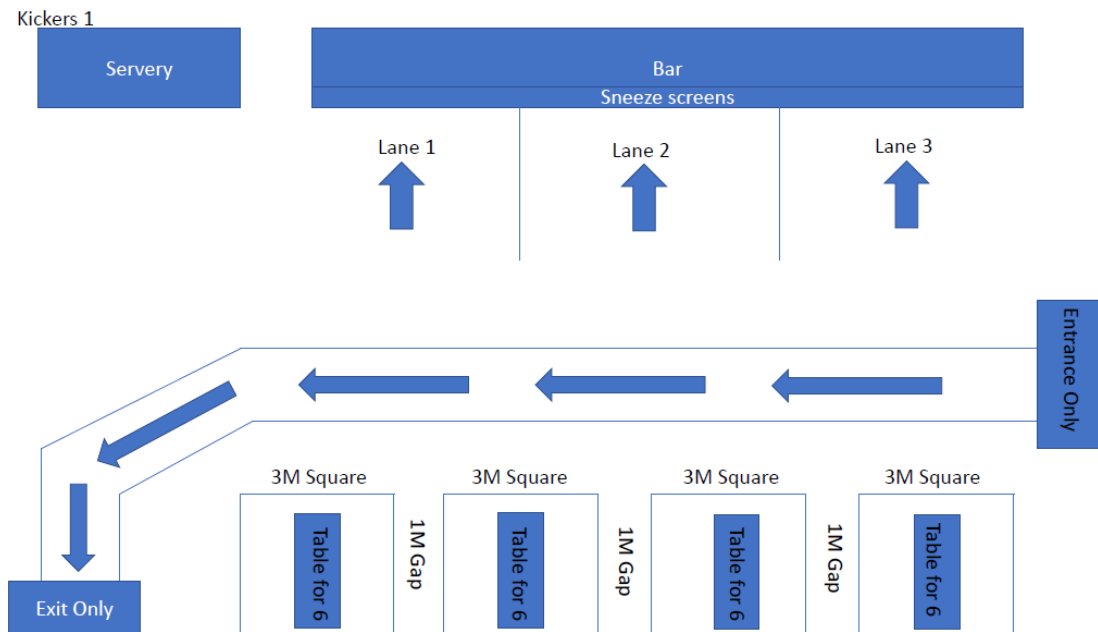 Kickers 1
Servery
Bar
Sneeze screens
Lane 1
Lane 2
Lane 3
Entrance Only
3M Square
3M Square
3M Square
3M Square
Table for 6
1M Gap
Table for 6
1M Gap
Table for 6
1M Gap
Table for 6
Exit Only